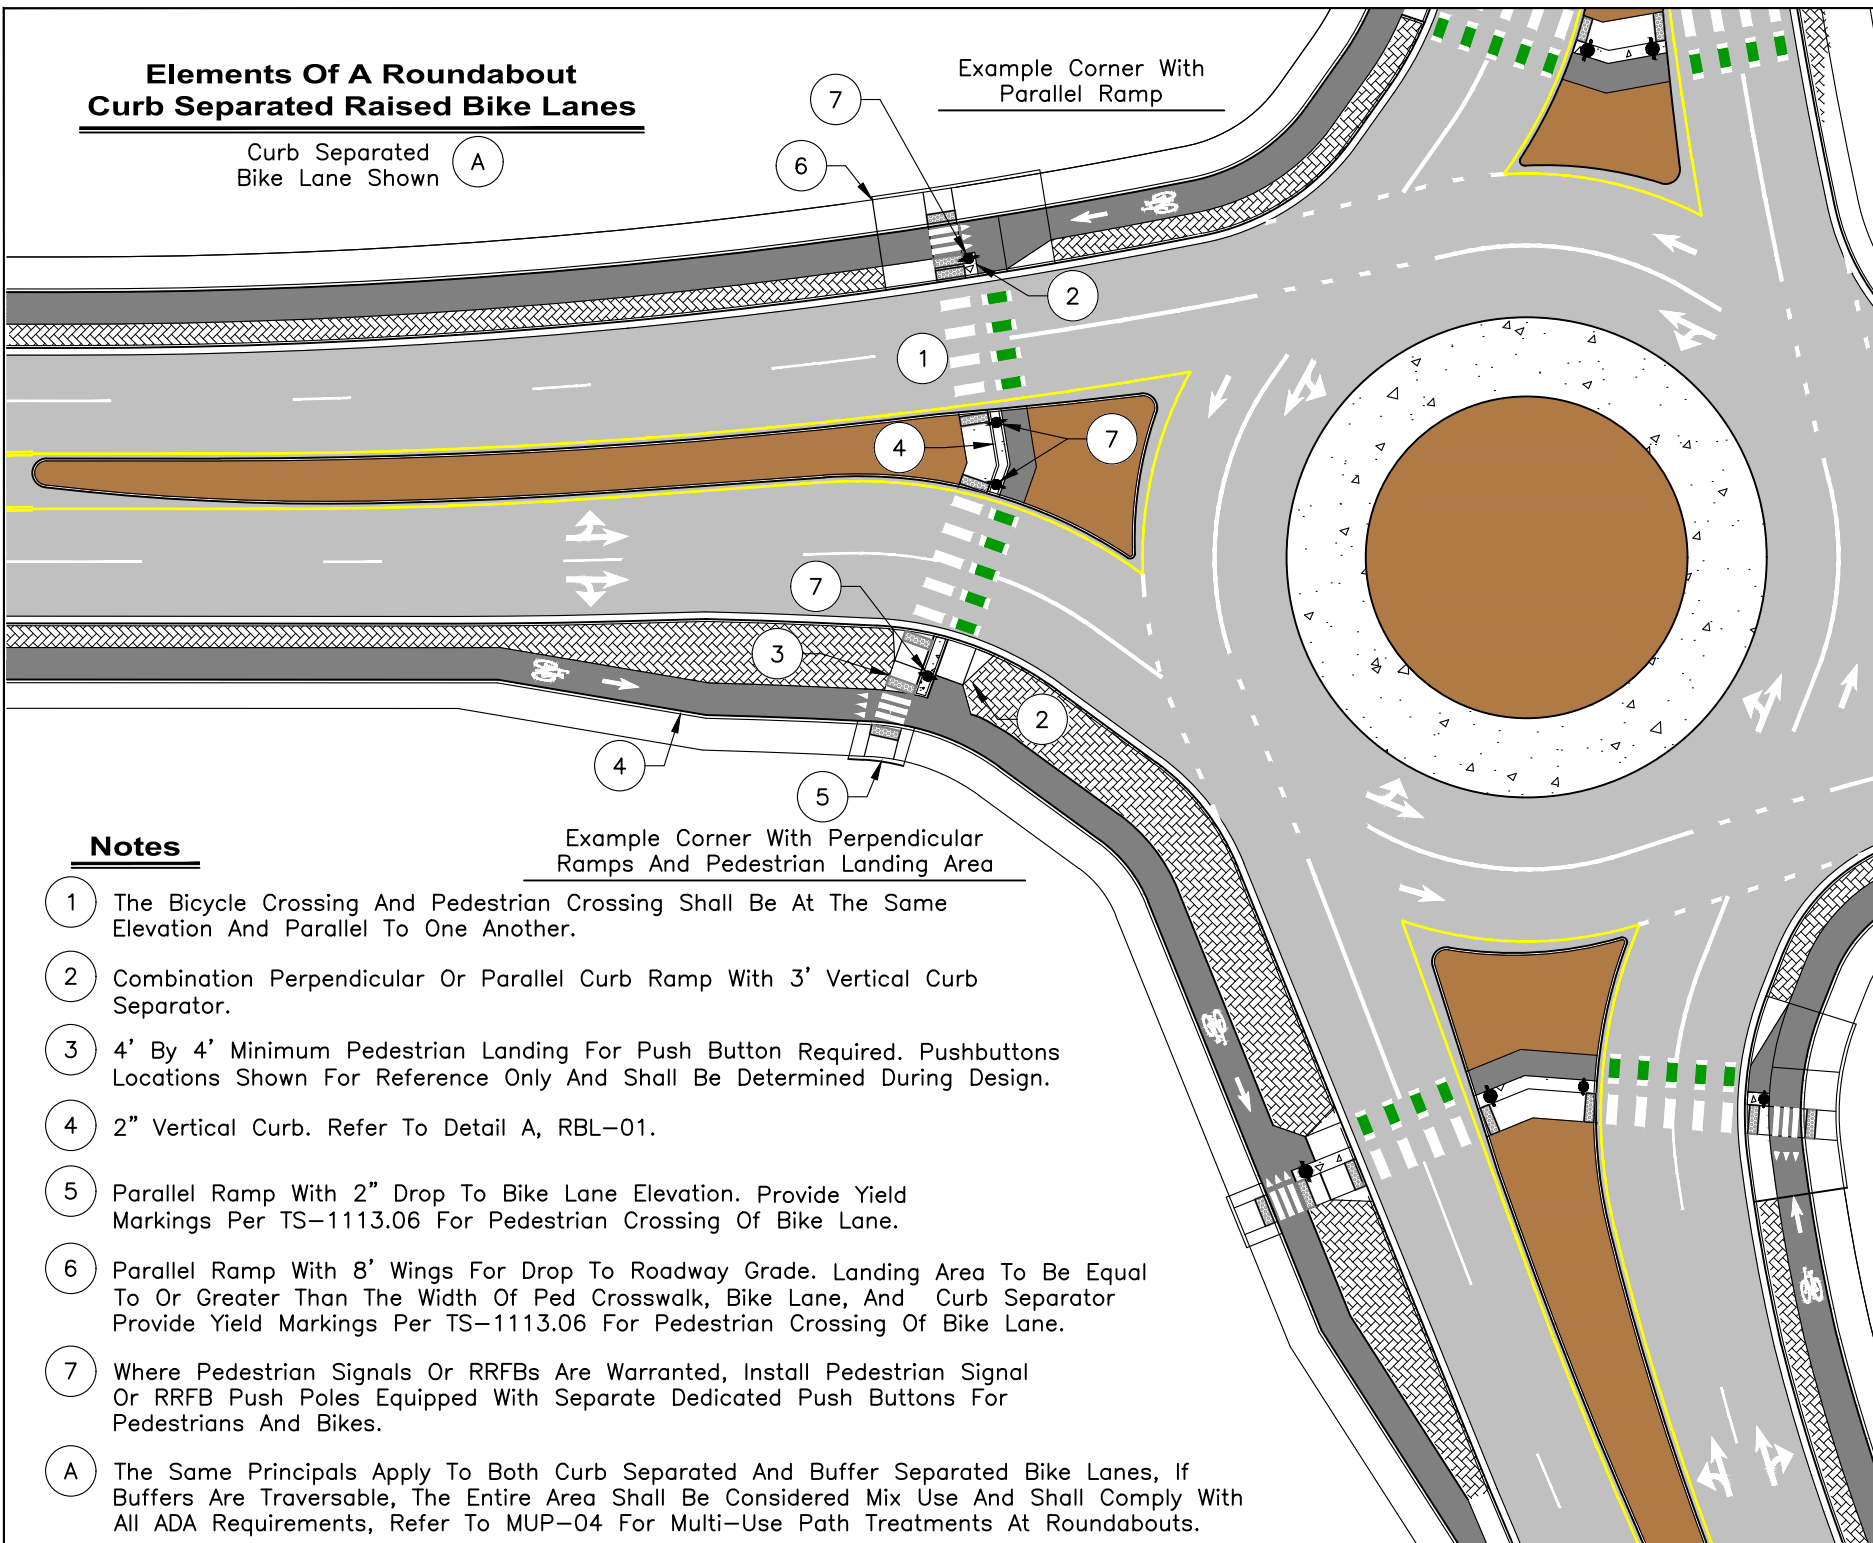 Elements Of A Roundabout
Curb Separated Raised Bike Lanes
Curb Separated
Bike Lane Shown
A
Example Corner With
Parallel Ramp
7
6
2
1
4
7
7
3
2
4
5
Example Corner With Perpendicular
Ramps And Pedestrian Landing Area
Notes
1 The Bicycle Crossing And Pedestrian Crossing Shall Be At The Same
Elevation And Parallel To One Another.
2 Combination Perpendicular Or Parallel Curb Ramp With 3' Vertical Curb
Separator.
3 4' By 4' Minimum Pedestrian Landing For Push Button Required. Pushbuttons
Locations Shown For Reference Only And Shall Be Determined During Design.
4 2" Vertical Curb. Refer To Detail A, RBL-01.
5 Parallel Ramp With 2" Drop To Bike Lane Elevation. Provide Yield
Markings Per TS-1113.06 For Pedestrian Crossing Of Bike Lane.
6 Parallel Ramp With 8' Wings For Drop To Roadway Grade. Landing Area To Be Equal
To Or Greater Than The Width Of Ped Crosswalk, Bike Lane, And Curb Separator
Provide Yield Markings Per TS-1113.06 For Pedestrian Crossing Of Bike Lane.
7 Where Pedestrian Signals Or RRFBs Are Warranted, Install Pedestrian Signal
Or RRFB Push Poles Equipped With Separate Dedicated Push Buttons For
Pedestrians And Bikes.
A The Same Principals Apply To Both Curb Separated And Buffer Separated Bike Lanes, If
Buffers Are Traversable, The Entire Area Shall Be Considered Mix Use And Shall Comply With
All ADA Requirements, Refer To MUP-04 For Multi-Use Path Treatments At Roundabouts.